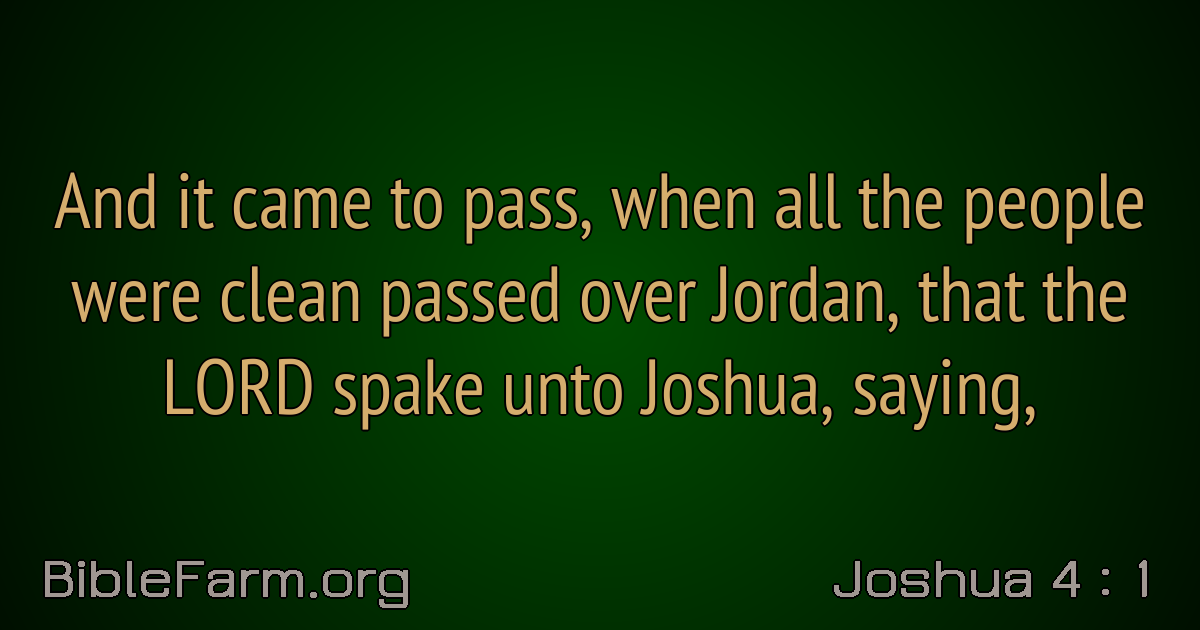 And it came to pass, when all the people
were clean passed over Jordan, that the
LORD spake unto Joshua, saying,
BibleFarm.org
Joshua 4 : 1